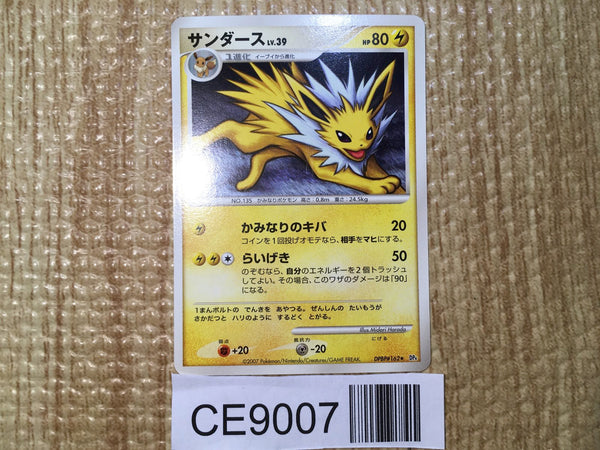 サンダース LV.39 HP 80
1進化 イーブイから進化
NO.135 かみなりポケモン 高さ:0.8m 重さ:24.5kg
かみなりのキバ 20
コインを1回投げオモテなら、相手をマヒにする。
らいげき 50
のぞむなら、自分のエネルギーを2個トラッシュ
してよい。その場合、このワザのダメージは「90」
になる。
1まんボルトの でんきを あやつる。ぜんしんの たいもうが
さかだつと ハリのように するどく とがる。
illus.Midori Harada
弱点 抵抗力 にげる
+20 -20 DPBP#162
©2007 Pokémon/Nintendo/Creatures/GAME FREAK.
CE9007